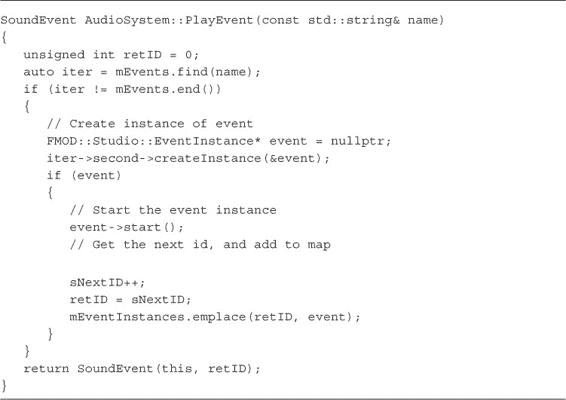 SoundEvent AudioSystem::PlayEvent(const std::string& name)
{
   unsigned int retID = 0;
   auto iter = mEvents.find(name);
   if (iter != mEvents.end())
   {
      // Create instance of event
      FMOD::Studio::EventInstance* event = nullptr;
      iter->second->createInstance(&event);
      if (event)
      {
         // Start the event instance
         event->start();
         // Get the next id, and add to map
         sNextID++;
         retID = sNextID;
         mEventInstances.emplace(retID, event);
      }
   }
   return SoundEvent(this, retID);
}